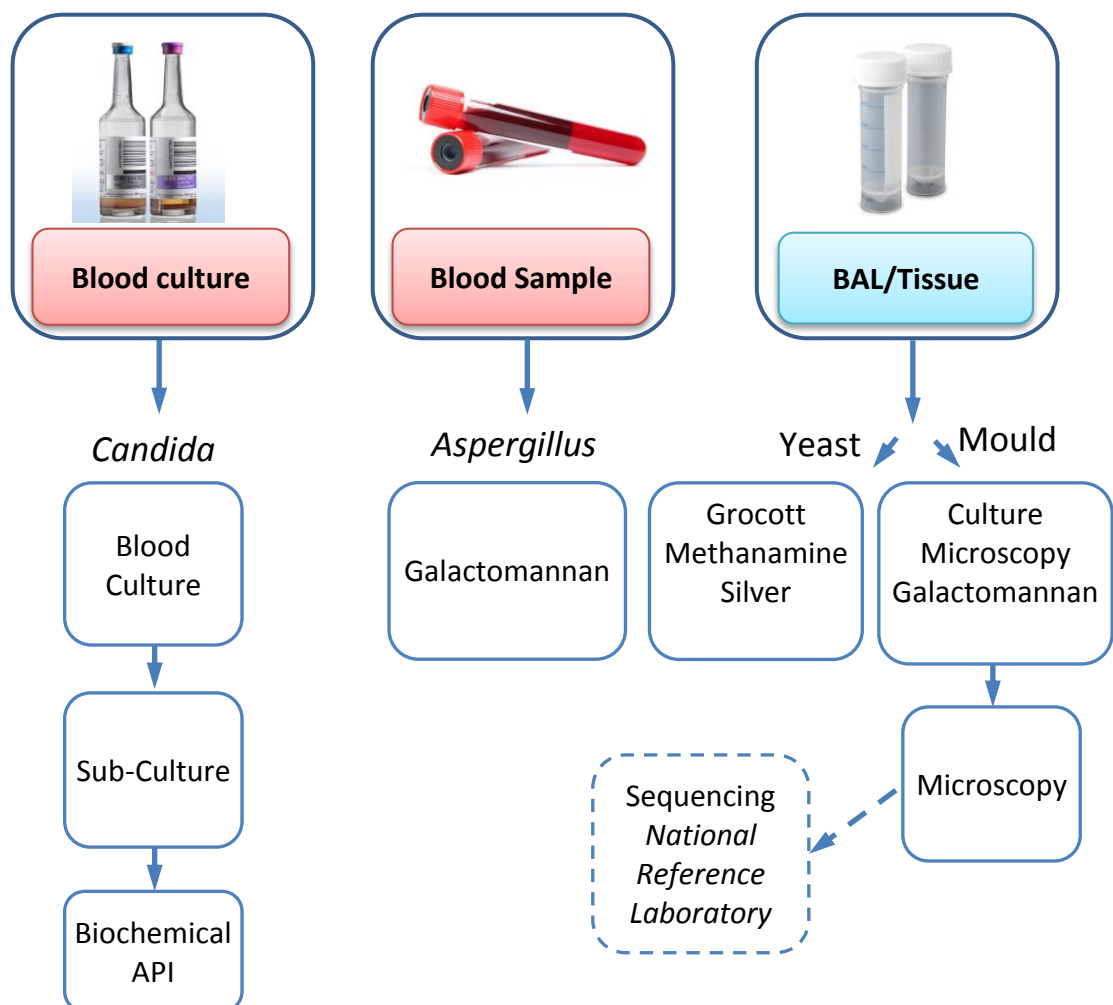 Blood culture
Blood Sample
BAL/Tissue
Candida
Aspergillus
Yeast
Mould
Blood
Culture
Galactomannan
Grocott
Methanamine
Silver
Culture
Microscopy
Galactomannan
Sub-Culture
Microscopy
Sequencing
National
Reference
Laboratory
Biochemical
API